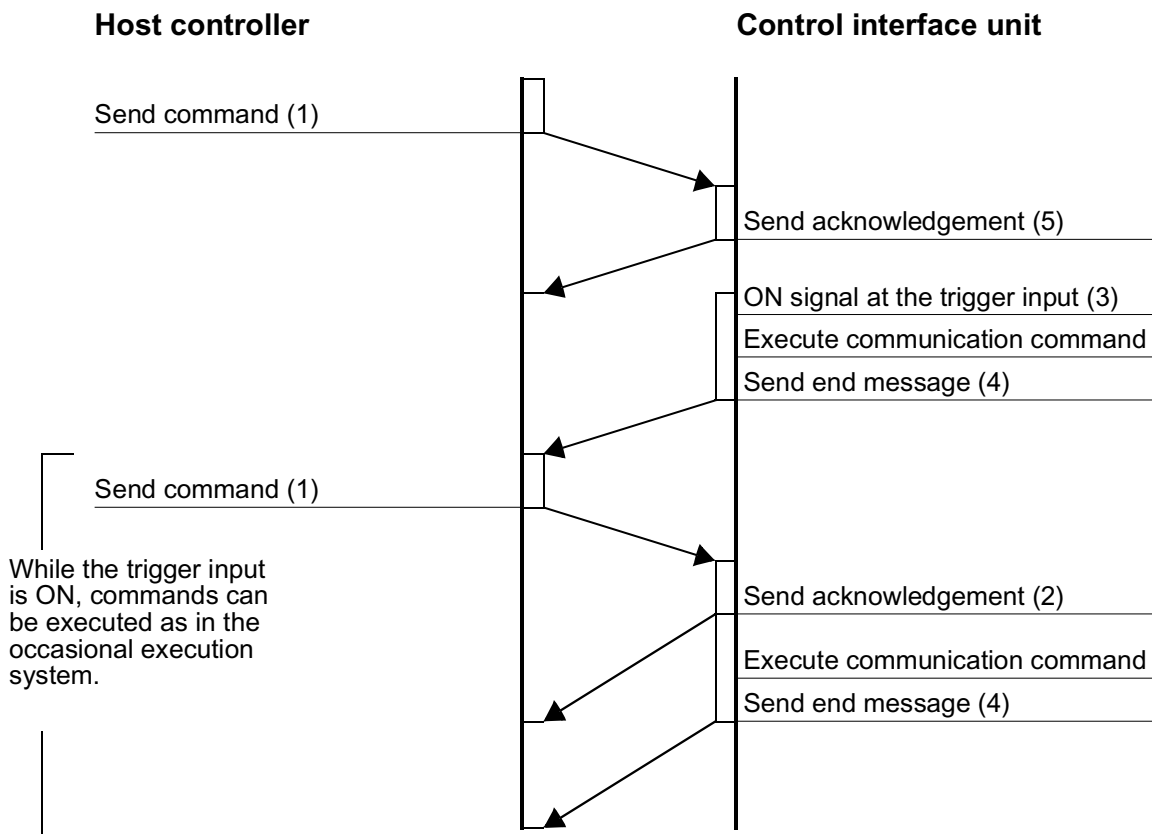 Host controller
Control interface unit
Send command (1)
Send acknowledgement (5)
ON signal at the trigger input (3)
Execute communication command
Send end message (4)
Send command (1)
While the trigger input
is ON, commands can
be executed as in the
occasional execution
system.
Send acknowledgement (2)
Execute communication command
Send end message (4)